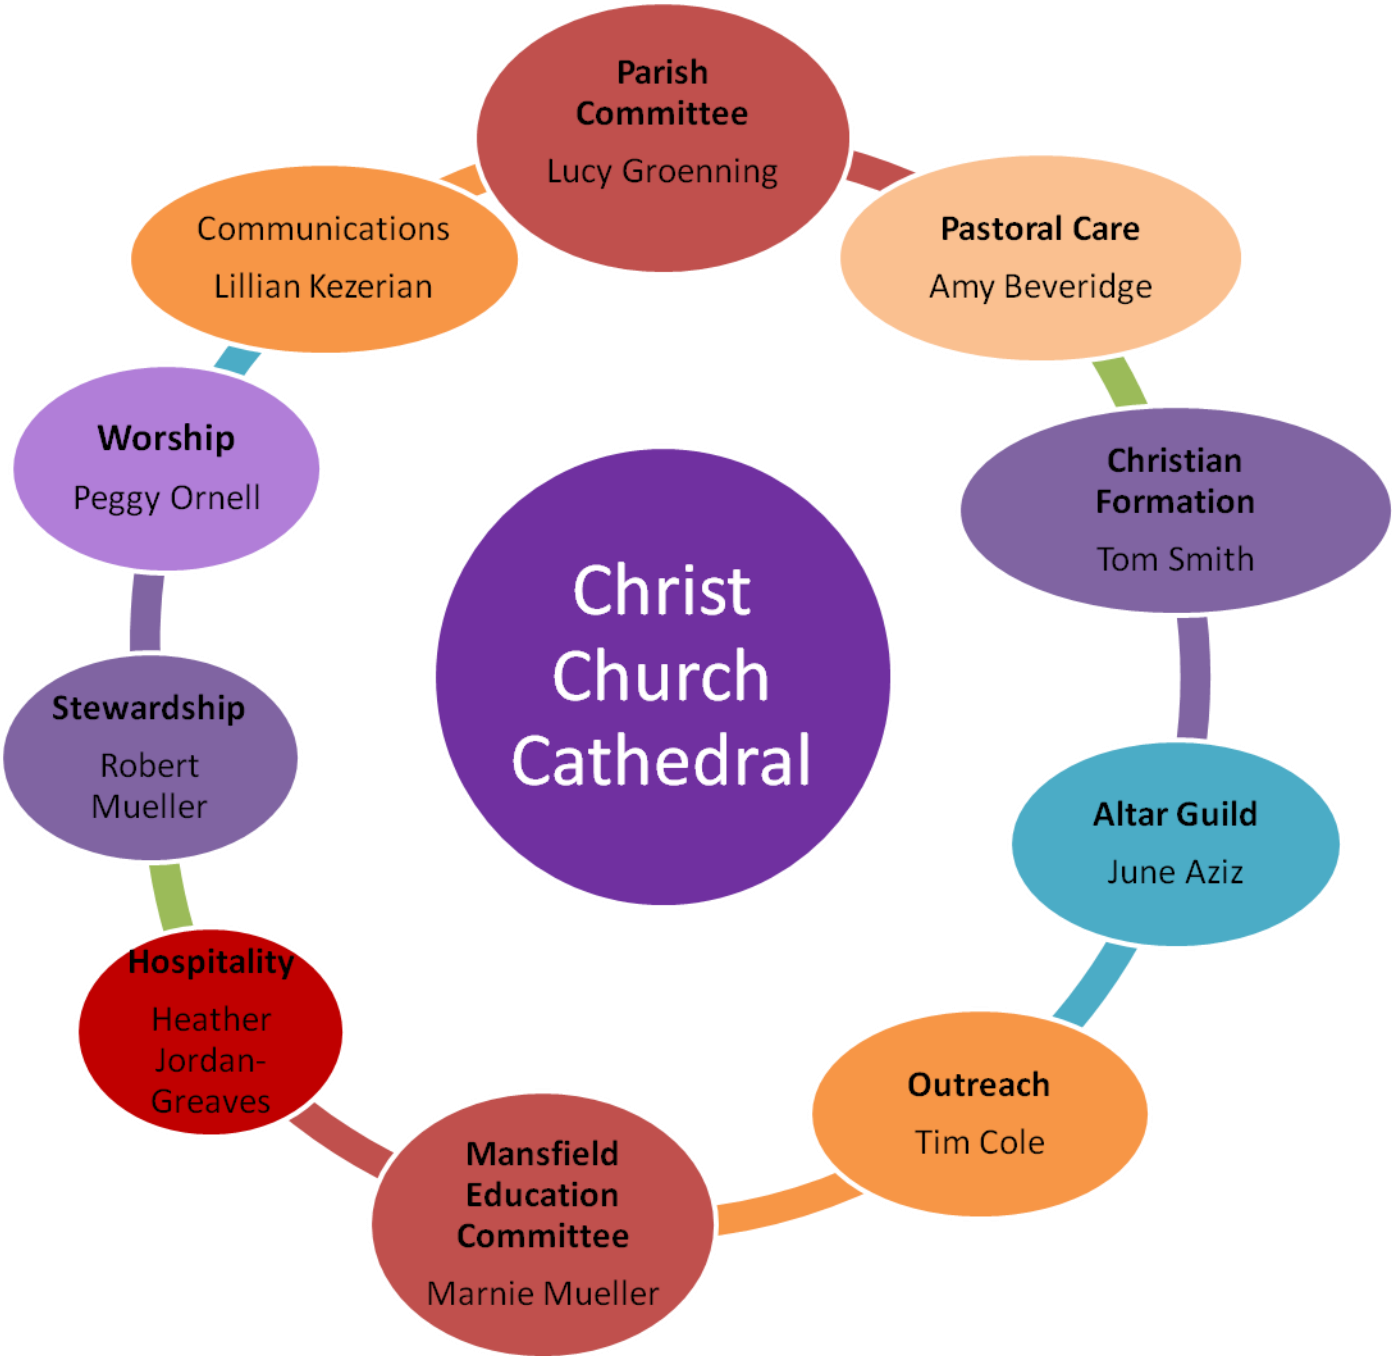 Parish
Committee
Lucy Groenning
Pastoral Care
Amy Beveridge
Christian
Formation
Tom Smith
Altar Guild
June Aziz
Outreach
Tim Cole
Mansfield
Education
Committee
Marnie Mueller
Hospitality
Heather
Jordan-
Greaves
Stewardship
Robert
Mueller
Worship
Peggy Ornell
Communications
Lillian Kezerian
Christ
Church
Cathedral